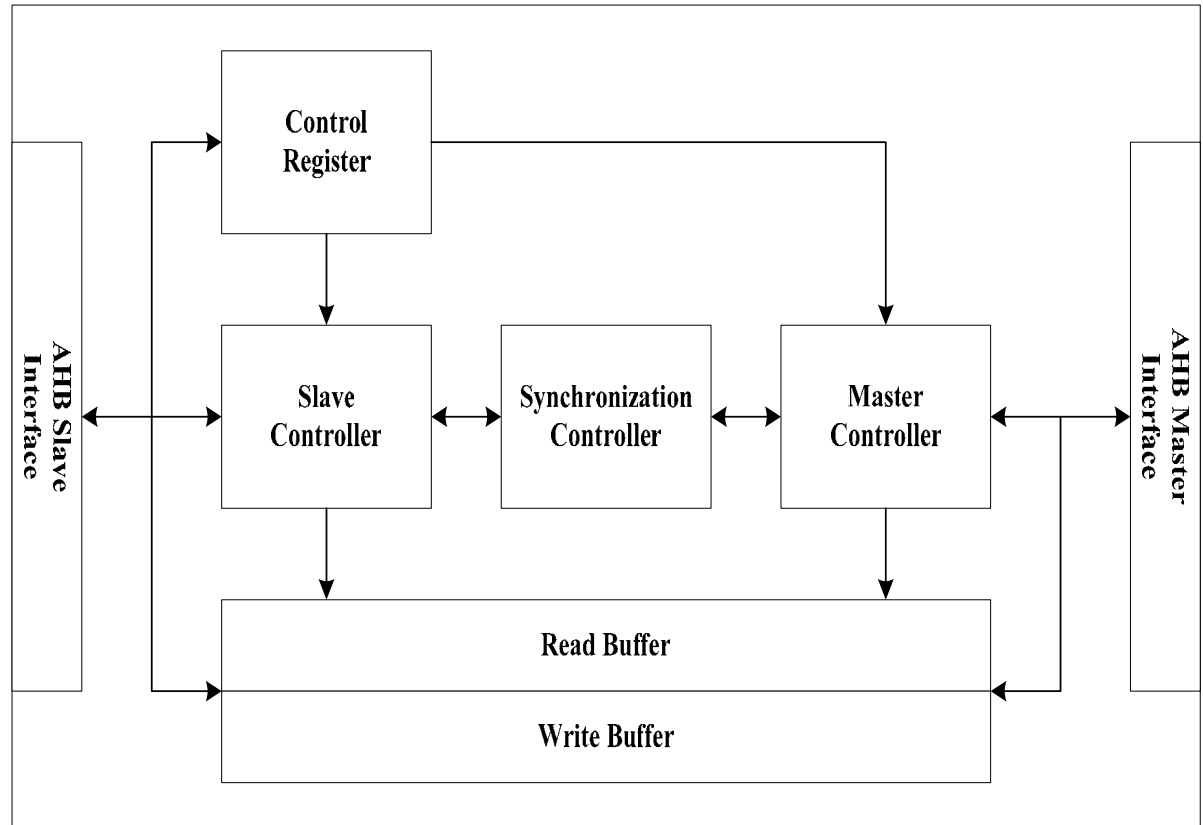 Control
Register
AHB Slave
Interface
Slave
Controller
Synchronization
Controller
Master
Controller
AHB Master
Interface
Read Buffer
Write Buffer